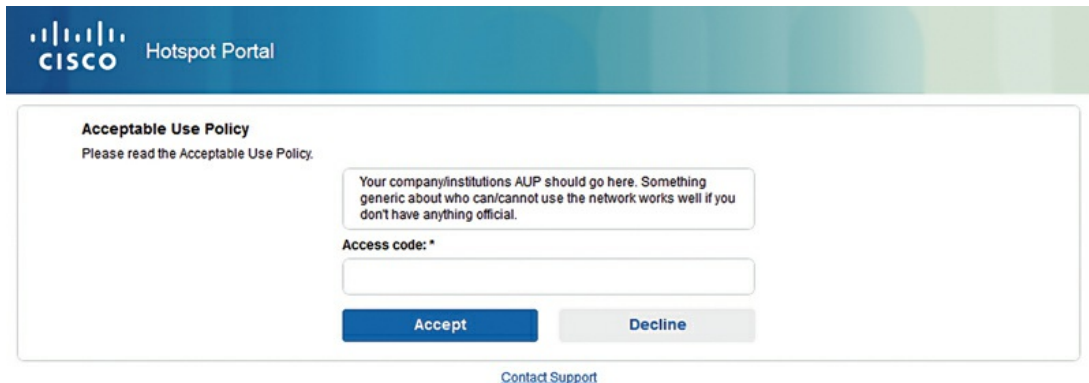 CISCO Hotspot Portal
Acceptable Use Policy
Please read the Acceptable Use Policy.
Your company/institutions AUP should go here. Something
generic about who can/cannot use the network works well if you
don't have anything official.
Access code: *
Accept Decline
Contact Support